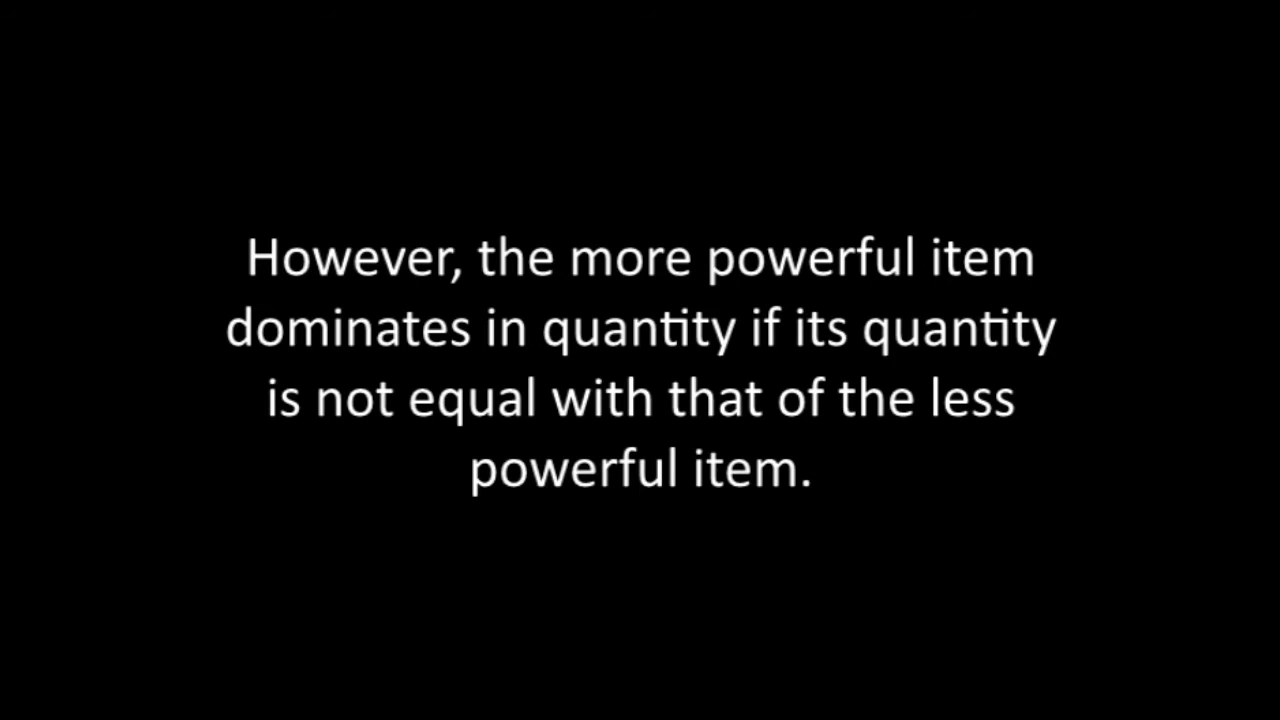 However, the more powerful item
dominates in quantity if its quantity
is not equal with that of the less
powerful item.